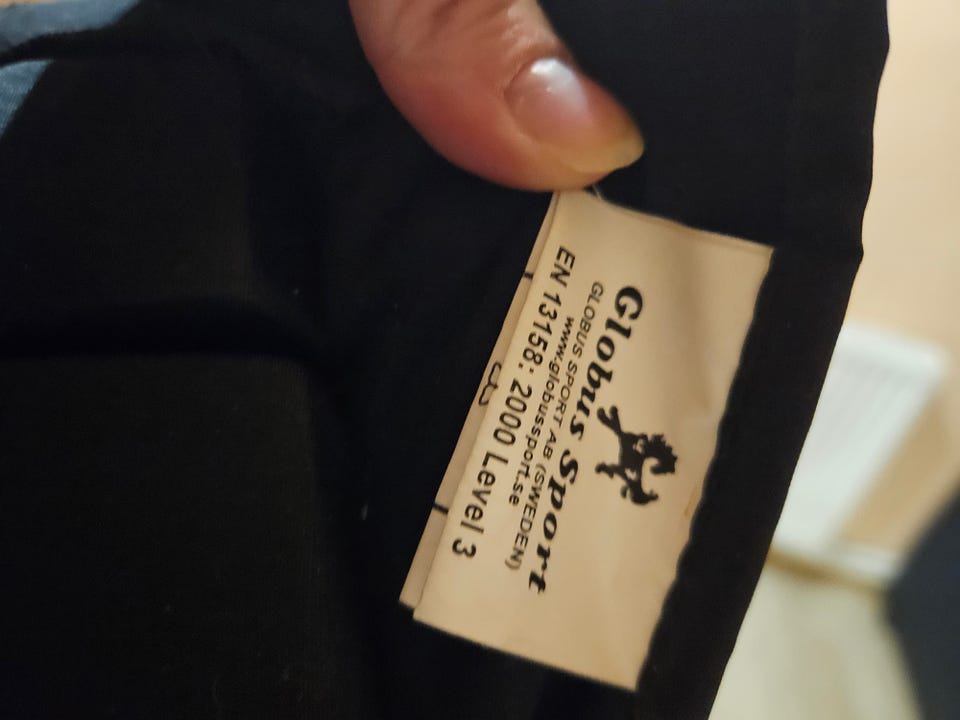 Globus Sport
GLOBUS SPORT AB (SWEDEN)
www.globussport.se
EN 13158: 2000 Level 3